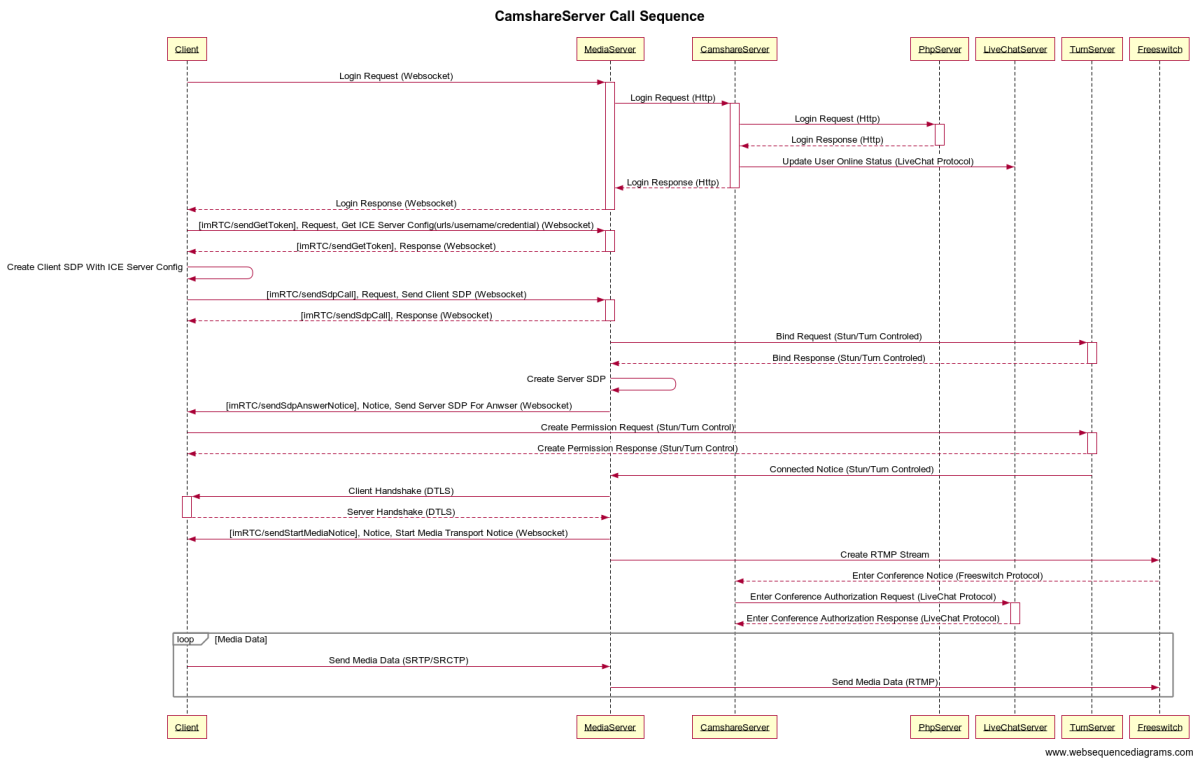 CamshareServer Call Sequence
Client MediaServer CamshareServer PhpServer LiveChatServer TurnServer Freeswitch
Login Request (Websocket)
Login Request (Http)
Login Request (Http)
Login Response (Http)
Update User Online Status (LiveChat Protocol)
Login Response (Http)
Login Response (Websocket)
[imRTC/sendGetToken], Request, Get ICE Server Config(urls/username/credential) (Websocket)
[imRTC/sendGetToken], Response (Websocket)
Create Client SDP With ICE Server Config
[imRTC/sendSdpCall], Request, Send Client SDP (Websocket)
[imRTC/sendSdpCall], Response (Websocket)
Bind Request (Stun/Turn Controled)
Bind Response (Stun/Turn Controled)
Create Server SDP
[imRTC/sendSdpAnswerNotice], Notice, Send Server SDP For Anwser (Websocket)
Create Permission Request (Stun/Turn Control)
Create Permission Response (Stun/Turn Control)
Connected Notice (Stun/Turn Controled)
Client Handshake (DTLS)
Server Handshake (DTLS)
[imRTC/sendStartMediaNotice], Notice, Start Media Transport Notice (Websocket)
Create RTMP Stream
Enter Conference Notice (Freeswitch Protocol)
Enter Conference Authorization Request (LiveChat Protocol)
Enter Conference Authorization Response (LiveChat Protocol)
loop [Media Data]
Send Media Data (SRTP/SRCTP)
Send Media Data (RTMP)
Client MediaServer CamshareServer PhpServer LiveChatServer TurnServer Freeswitch
www.websequencediagrams.com